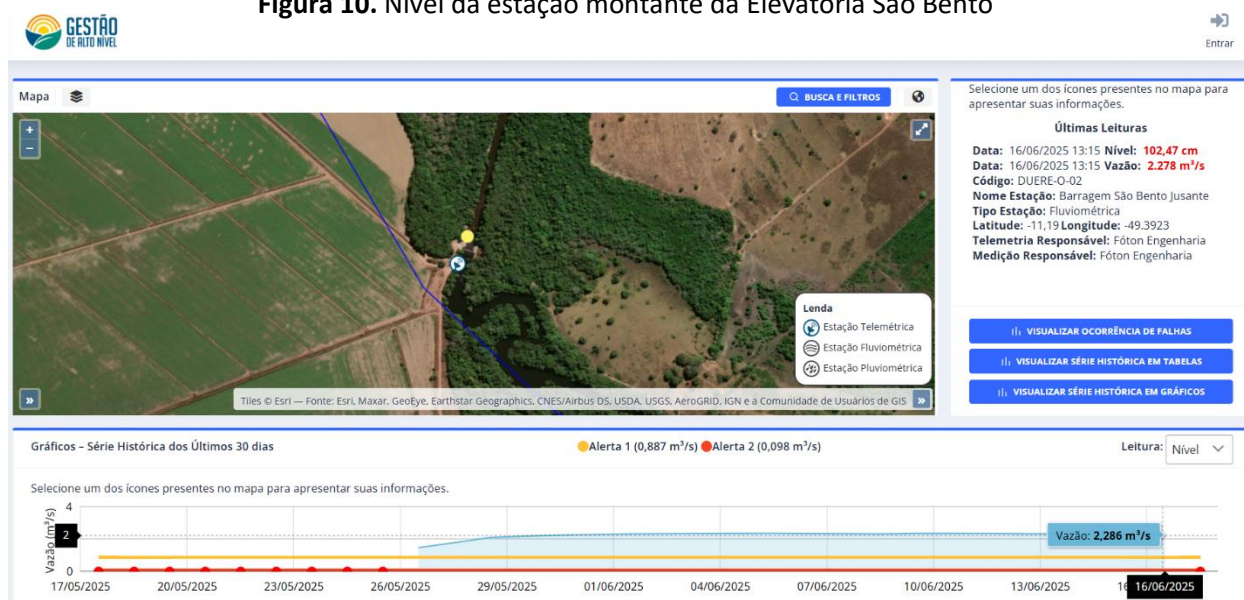 Figura 10. Nível da estação montante da Elevatória São Bento
GESTÃO
DE ALTO NÍVEL
Entrar
Mapa
BUSCA E FILTROS
+
−
Lenda
Estação Telemétrica
Estação Fluviométrica
Estação Pluviométrica
»
Tiles © Esri — Fonte: Esri, Maxar, GeoEye, Earthstar Geographics, CNES/Airbus DS, USDA, USGS, AeroGRID, IGN e a Comunidade de Usuários de GIS
»
Selecione um dos ícones presentes no mapa para
apresentar suas informações.
Últimas Leituras
Data: 16/06/2025 13:15 Nível: 102,47 cm
Data: 16/06/2025 13:15 Vazão: 2.278 m³/s
Código: DUERE-O-02
Nome Estação: Barragem São Bento Jusante
Tipo Estação: Fluviométrica
Latitude: -11,19 Longitude: -49.3923
Telemetria Responsável: Fóton Engenharia
Medição Responsável: Fóton Engenharia
VISUALIZAR OCORRÊNCIA DE FALHAS
VISUALIZAR SÉRIE HISTÓRICA EM TABELAS
VISUALIZAR SÉRIE HISTÓRICA EM GRÁFICOS
Gráficos – Série Histórica dos Últimos 30 dias
Alerta 1 (0,887 m³/s) Alerta 2 (0,098 m³/s)
Leitura: Nível
Selecione um dos ícones presentes no mapa para apresentar suas informações.
Vazão (m³/s)
4
2
0
Vazão: 2,286 m³/s
17/05/2025 20/05/2025 23/05/2025 26/05/2025 29/05/2025 01/06/2025 04/06/2025 07/06/2025 10/06/2025 13/06/2025 16/06/2025